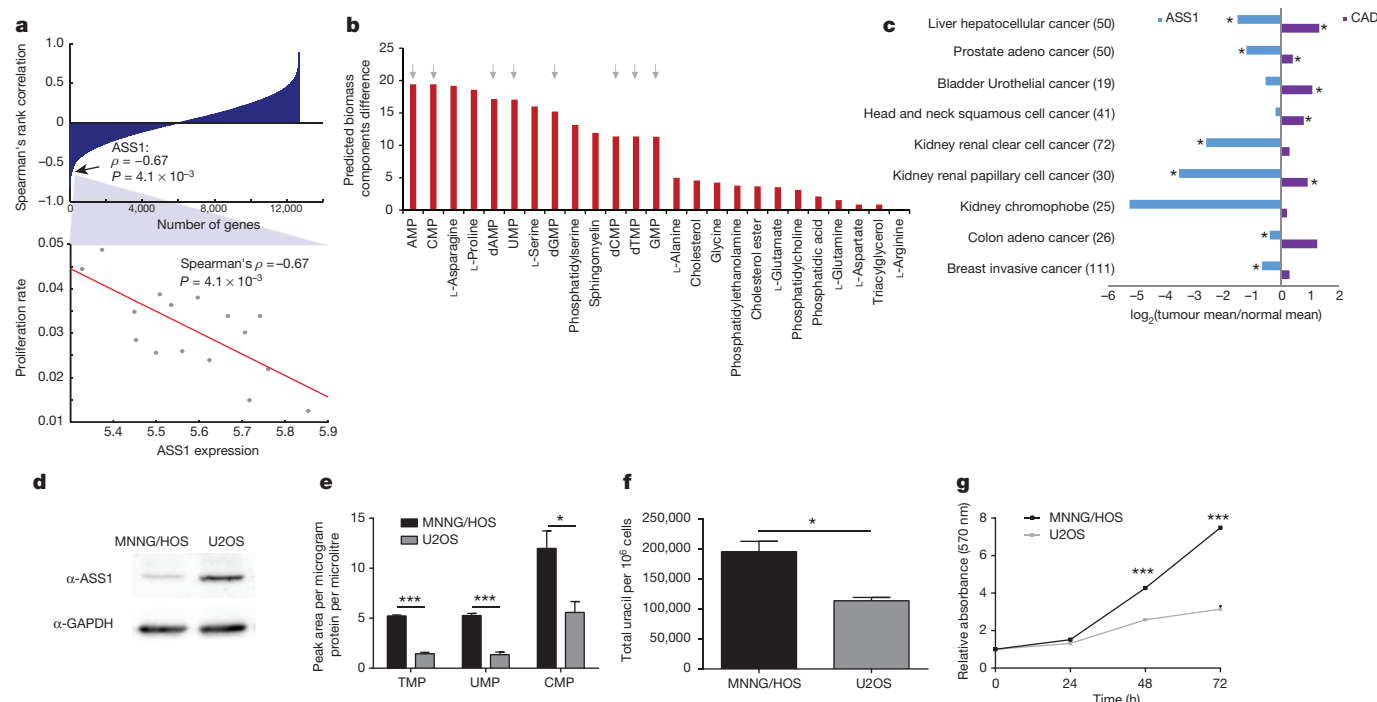 a
Spearman's rank correlation
1.0
0.5
0
−0.5
−1.0
ASS1:
ρ = −0.67
P = 4.1 × 10⁻³
0 4,000 8,000 12,000
Number of genes
Proliferation rate
0.05
0.04
0.03
0.02
0.01
Spearman's ρ = −0.67
P = 4.1 × 10⁻³
5.4 5.5 5.6 5.7 5.8 5.9
ASS1 expression
b
Predicted biomass
components difference
25
20
15
10
5
0
AMP
CMP
L-Asparagine
L-Proline
dAMP
UMP
L-Serine
dGMP
Phosphatidylserine
Sphingomyelin
dCMP
dTMP
GMP
L-Alanine
Cholesterol
Glycine
Phosphatidylethanolamine
Cholesterol ester
L-Glutamate
Phosphatidylcholine
Phosphatidic acid
L-Glutamine
L-Aspartate
Triacylglycerol
L-Arginine
c
ASS1
CAD
Liver hepatocellular cancer (50) * *
Prostate adeno cancer (50) * *
Bladder Urothelial cancer (19) *
Head and neck squamous cell cancer (41) *
Kidney renal clear cell cancer (72) *
Kidney renal papillary cell cancer (30) * *
Kidney chromophobe (25)
Colon adeno cancer (26) *
Breast invasive cancer (111) *
−6 −5 −4 −3 −2 −1 0 1 2
log₂(tumour mean/normal mean)
d
MNNG/HOS U2OS
α-ASS1
α-GAPDH
e
Peak area per microgram
protein per microlitre
15
10
5
0
MNNG/HOS
U2OS
*** *** *
TMP UMP CMP
f
Total uracil per 10⁶ cells
250,000
200,000
150,000
100,000
50,000
0
*
MNNG/HOS U2OS
g
Relative absorbance (570 nm)
8
6
4
2
0
MNNG/HOS
U2OS
***
***
0 24 48 72
Time (h)